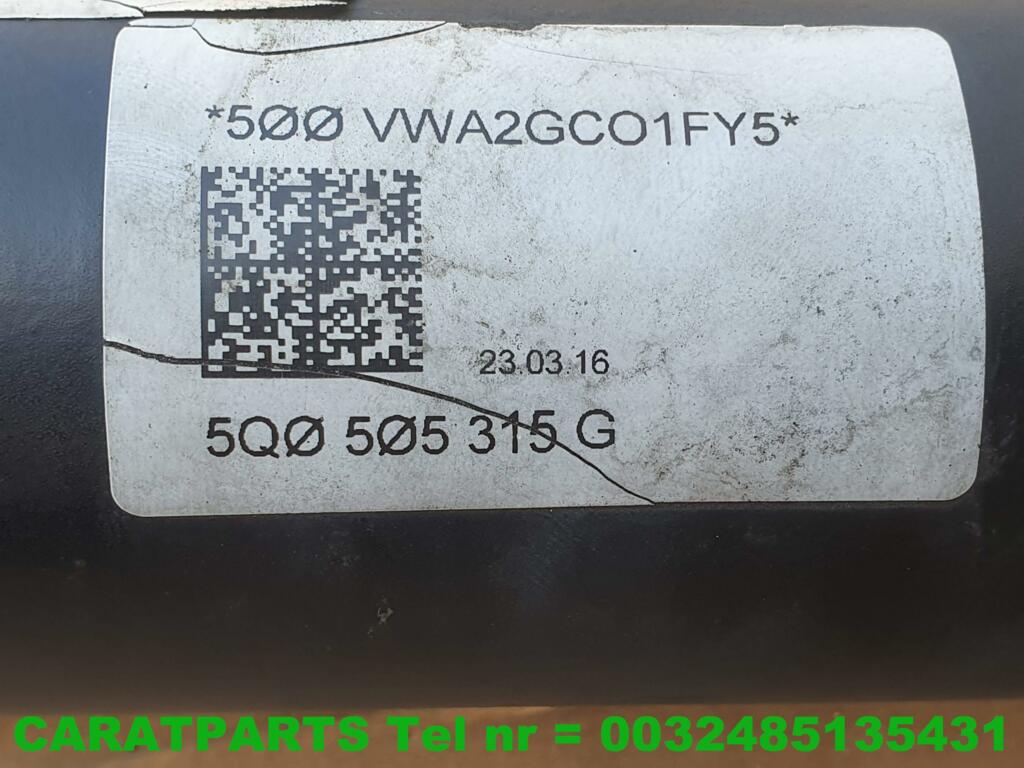 *5ØØ VWA2GCO1FY5*
23.03.16
5QØ 5Ø5 315 G
CARATPARTS Tel nr = 0032485135431